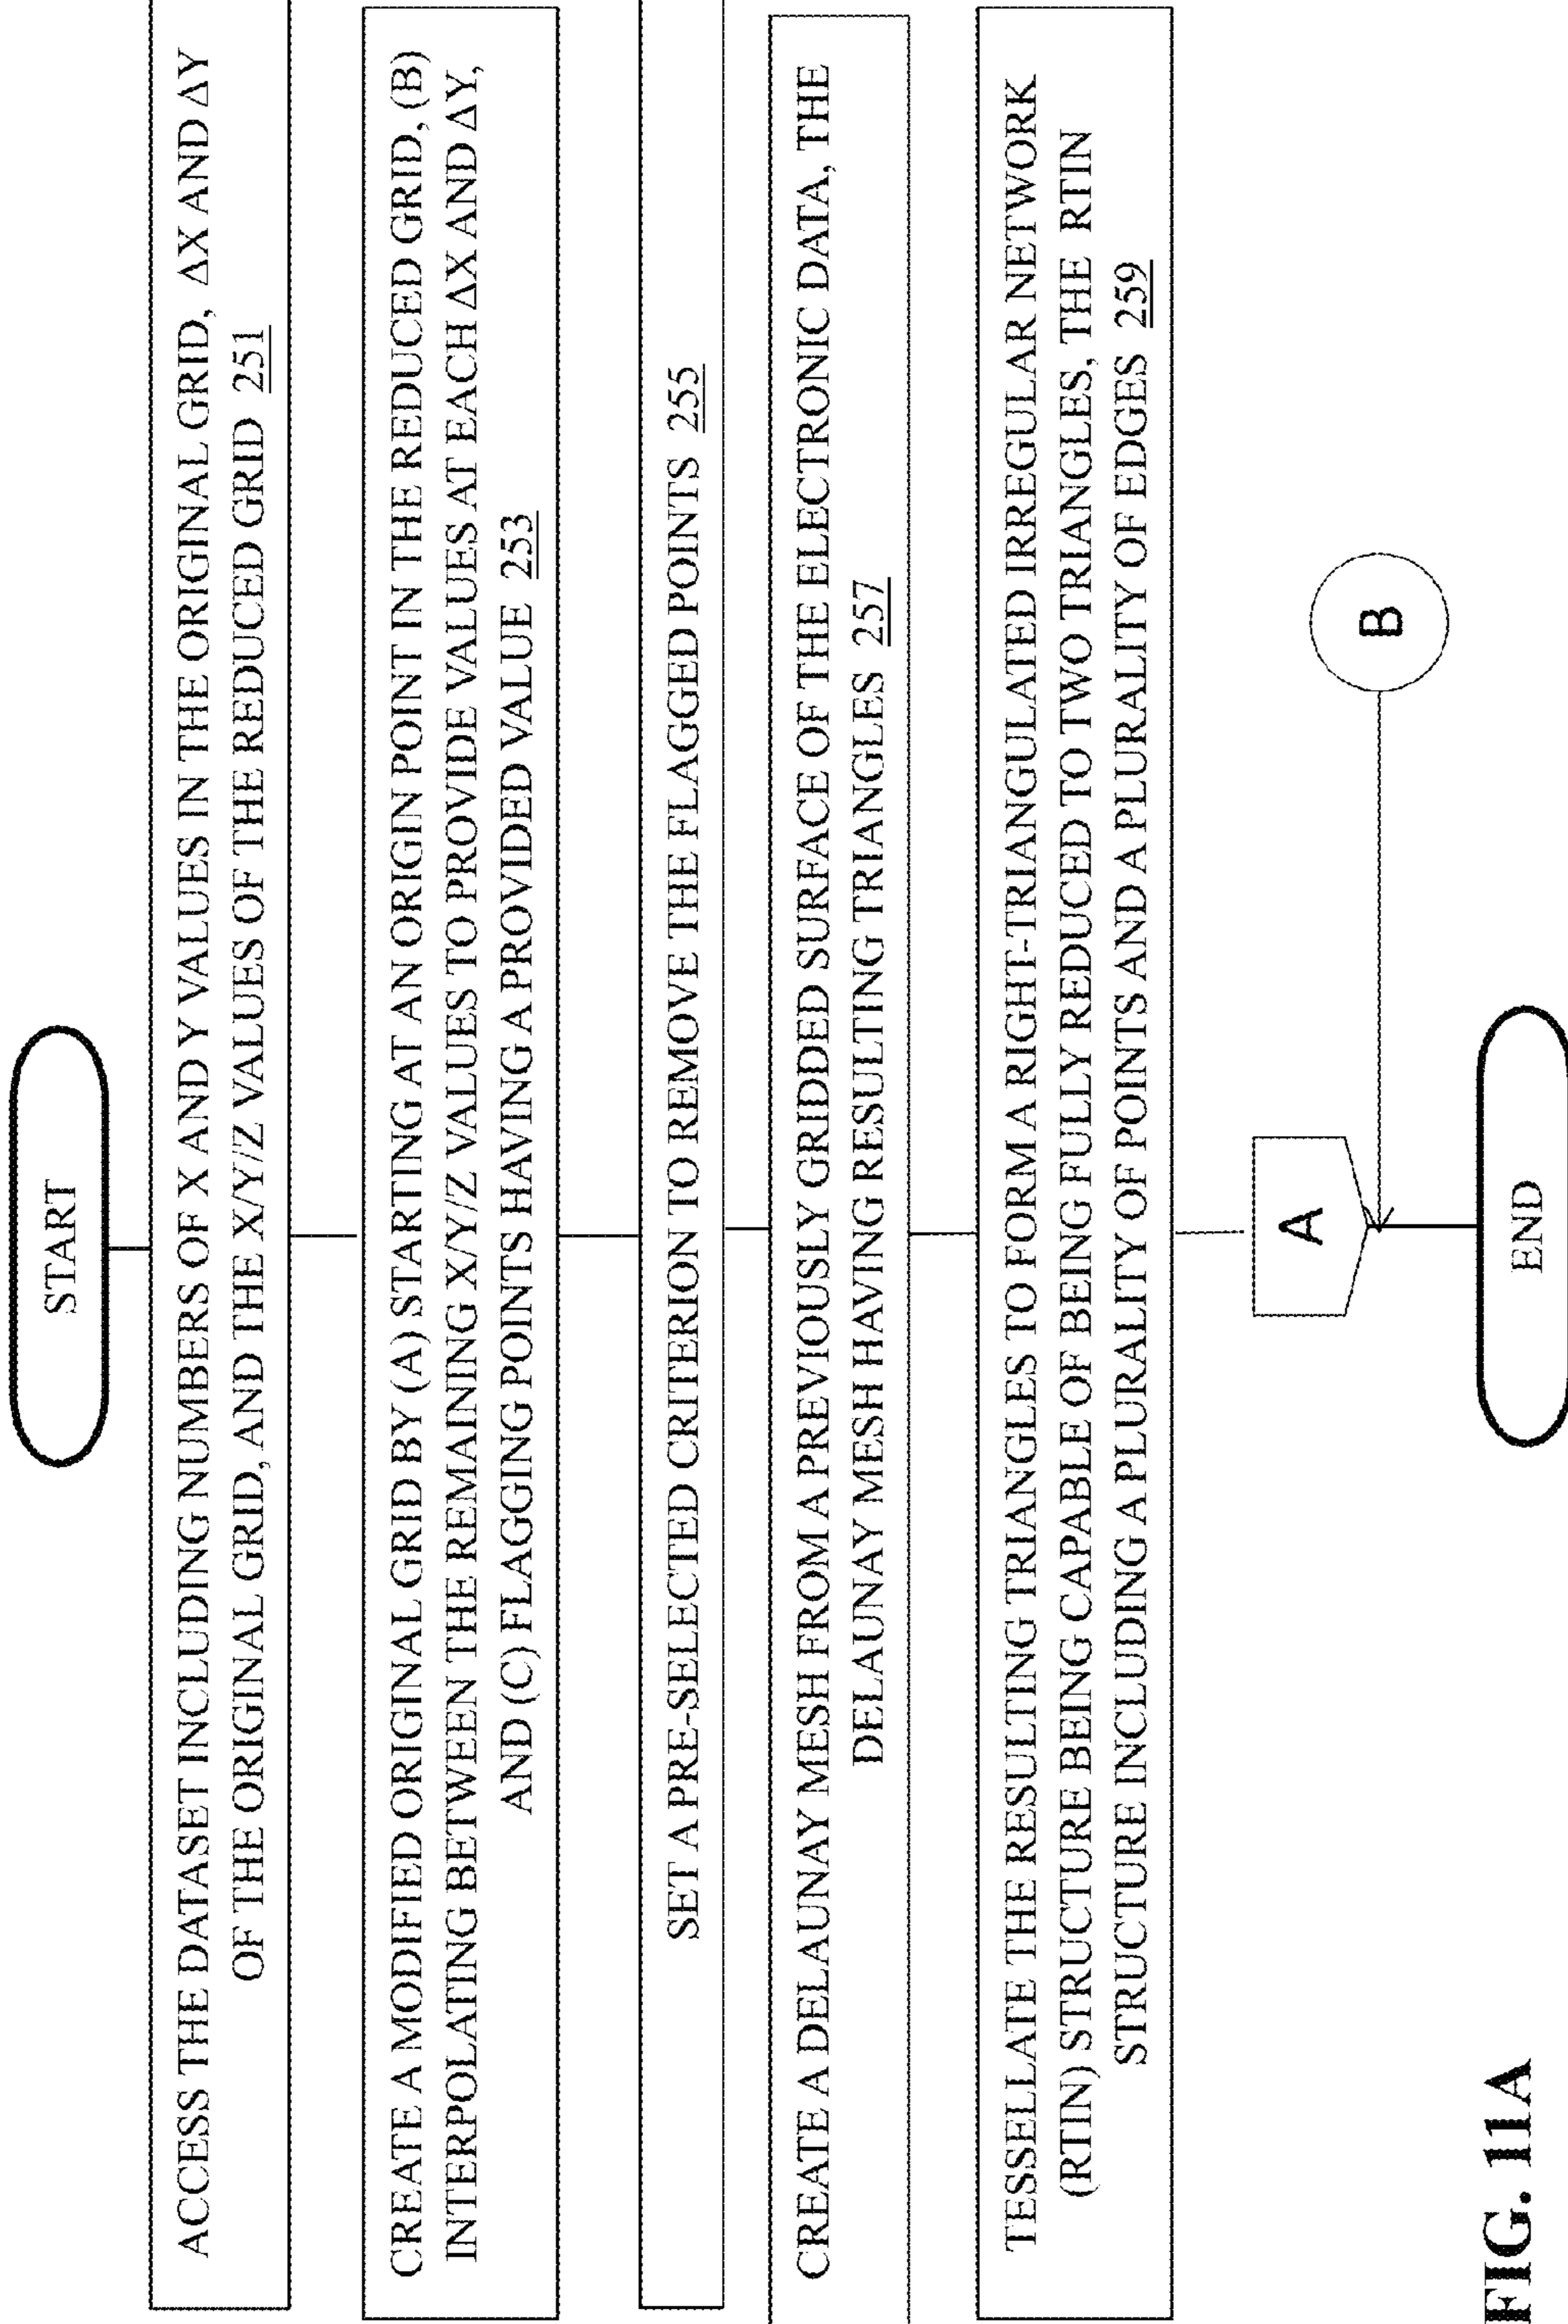 START
ACCESS THE DATASET INCLUDING NUMBERS OF X AND Y VALUES IN THE ORIGINAL GRID, ΔX AND ΔY
OF THE ORIGINAL GRID, AND THE X/Y/Z VALUES OF THE REDUCED GRID 251
CREATE A MODIFIED ORIGINAL GRID BY (A) STARTING AT AN ORIGIN POINT IN THE REDUCED GRID, (B)
INTERPOLATING BETWEEN THE REMAINING X/Y/Z VALUES TO PROVIDE VALUES AT EACH ΔX AND ΔY,
AND (C) FLAGGING POINTS HAVING A PROVIDED VALUE 253
SET A PRE-SELECTED CRITERION TO REMOVE THE FLAGGED POINTS 255
CREATE A DELAUNAY MESH FROM A PREVIOUSLY GRIDDED SURFACE OF THE ELECTRONIC DATA, THE
DELAUNAY MESH HAVING RESULTING TRIANGLES 257
TESSELLATE THE RESULTING TRIANGLES TO FORM A RIGHT-TRIANGULATED IRREGULAR NETWORK
(RTIN) STRUCTURE BEING CAPABLE OF BEING FULLY REDUCED TO TWO TRIANGLES, THE RTIN
STRUCTURE INCLUDING A PLURALITY OF POINTS AND A PLURALITY OF EDGES 259
A
B
END
FIG. 11A